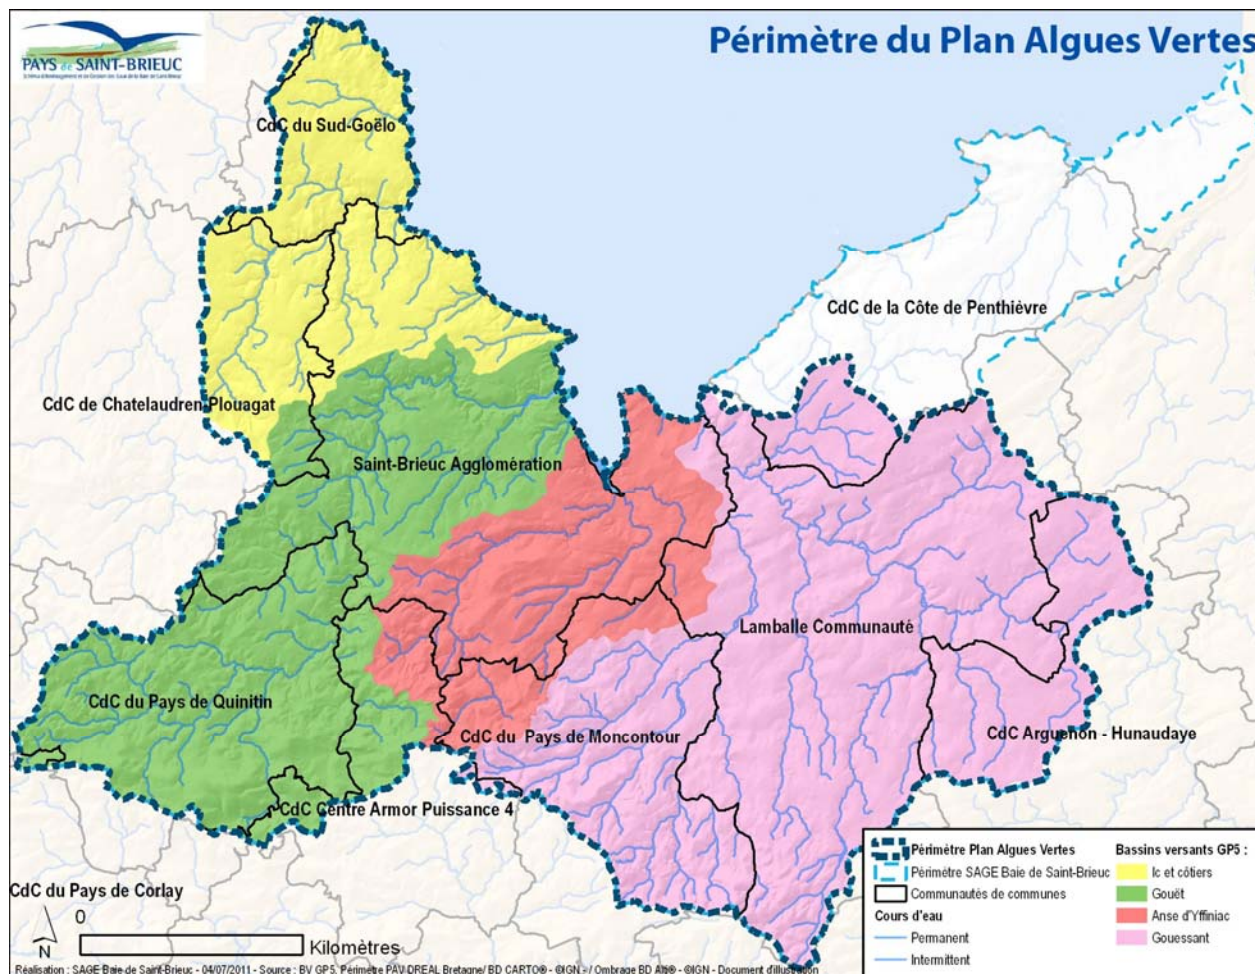 PAYS de SAINT-BRIEUC
Périmètre du Plan Algues Vertes
CdC du Sud-Goëlo
CdC de la Côte de Penthièvre
CdC de Chatelaudren-Plouagat
Saint-Brieuc Agglomération
Lamballe Communauté
CdC du Pays de Quinitin
CdC du Pays de Moncontour
CdC Arguenon - Hunaudaye
CdC Centre Armor Puissance 4
CdC du Pays de Corlay
0
Kilomètres
N
Périmètre Plan Algues Vertes
Périmètre SAGE Baie de Saint-Brieuc
Communautés de communes
Cours d'eau
Permanent
Intermittent
Bassins versants GP5 :
Ic et côtiers
Gouët
Anse d'Yffiniac
Gouessant
Réalisation : SAGE Baie de Saint-Brieuc - 04/07/2011 - Source : BV GP5, Périmètre PAV DREAL Bretagne/ BD CARTO® - ©IGN - / Ombrage BD Alti® - ©IGN - Document d'illustration